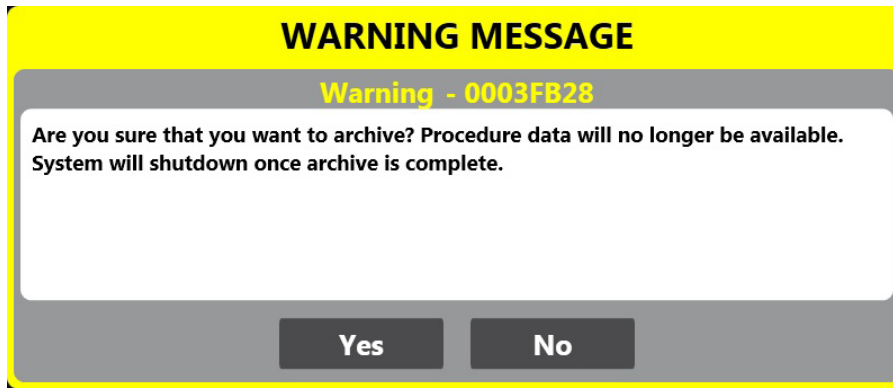 WARNING MESSAGE
Warning - 0003FB28
Are you sure that you want to archive? Procedure data will no longer be available.
System will shutdown once archive is complete.
Yes
No